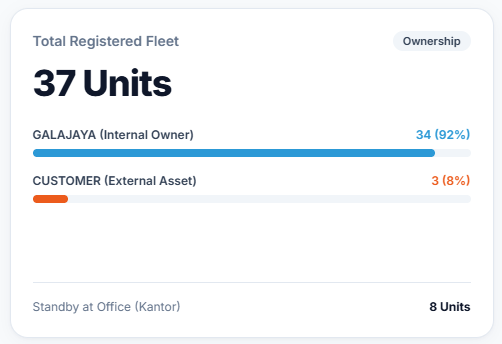 Total Registered Fleet
Ownership
37 Units
GALAJAYA (Internal Owner)
34 (92%)
CUSTOMER (External Asset)
3 (8%)
Standby at Office (Kantor)
8 Units